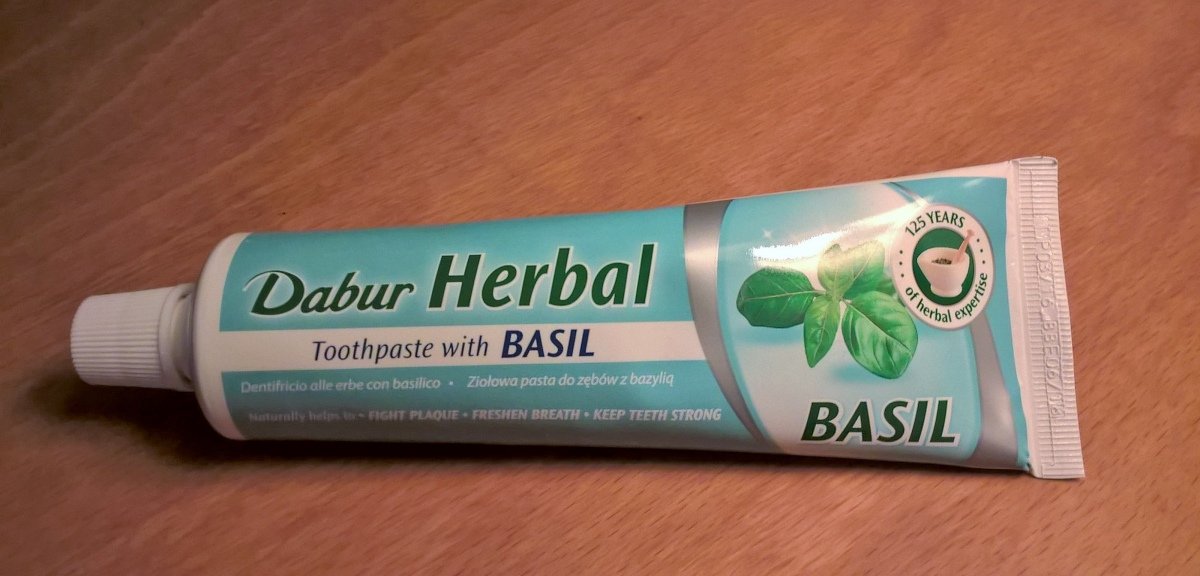 Dabur Herbal
Toothpaste with BASIL
Dentifricio alle erbe con basilico • Ziołowa pasta do zębów z bazylią
Naturally helps to • FIGHT PLAQUE • FRESHEN BREATH • KEEP TEETH STRONG
125 YEARS
of herbal expertise
BASIL